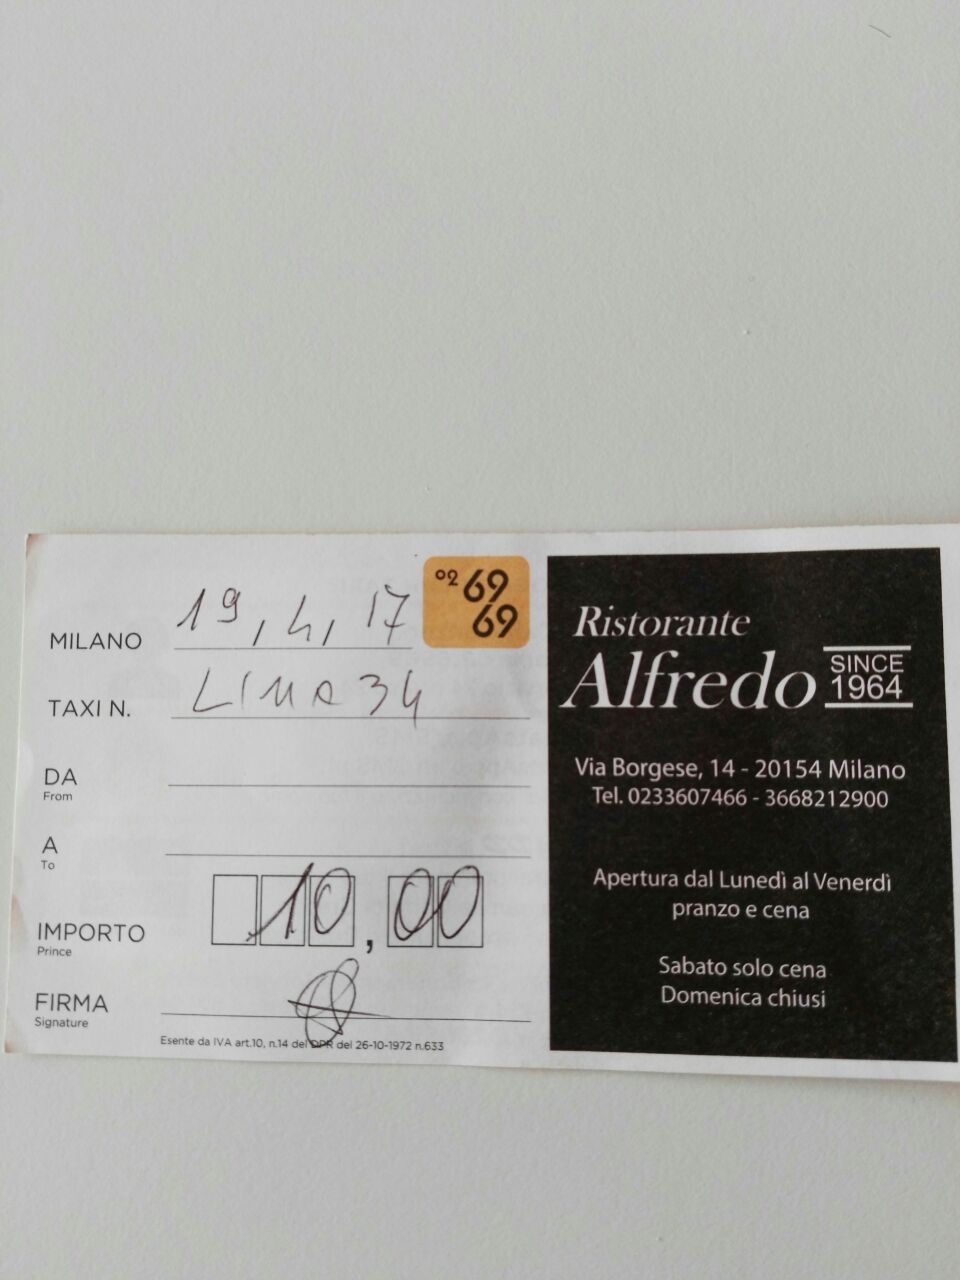 MILANO 19, 4, 17
02 69
69
TAXI N. LIMA 34
DA
From
A
To
IMPORTO 10,00
Prince
FIRMA
Signature
Esente da IVA art.10, n.14 del DPR del 26-10-1972 n.633
Ristorante
Alfredo SINCE 1964
Via Borgese, 14 - 20154 Milano
Tel. 0233607466 - 3668212900
Apertura dal Lunedì al Venerdì
pranzo e cena
Sabato solo cena
Domenica chiusi